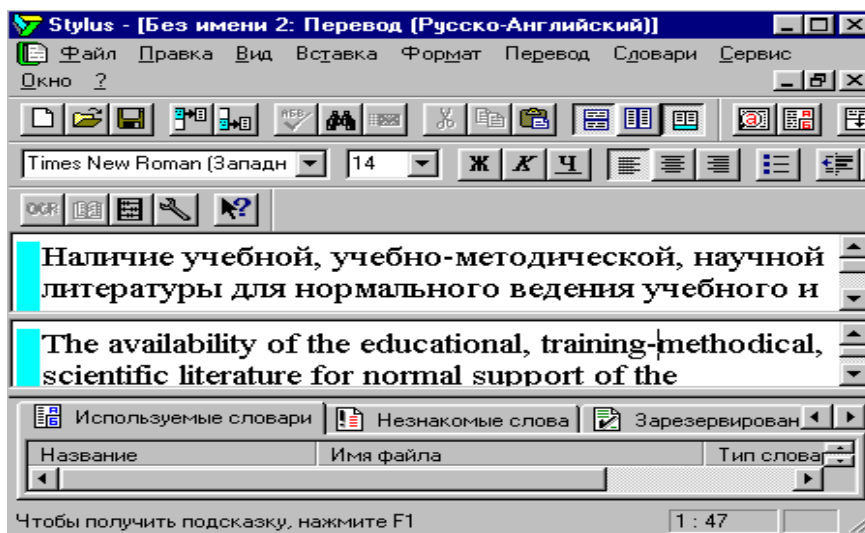 Stylus - [Без имени 2: Перевод (Русско-Английский)]
Файл Правка Вид Вставка Формат Перевод Словари Сервис
Окно ?
АБВ
Times New Roman (Западн 14 Ж К Ч
OCR
Наличие учебной, учебно-методической, научной
литературы для нормального ведения учебного и
The availability of the educational, training-methodical,
scientific literature for normal support of the
Используемые словари Незнакомые слова Зарезервирован
Название Имя файла Тип слова
Чтобы получить подсказку, нажмите F1 1 : 47